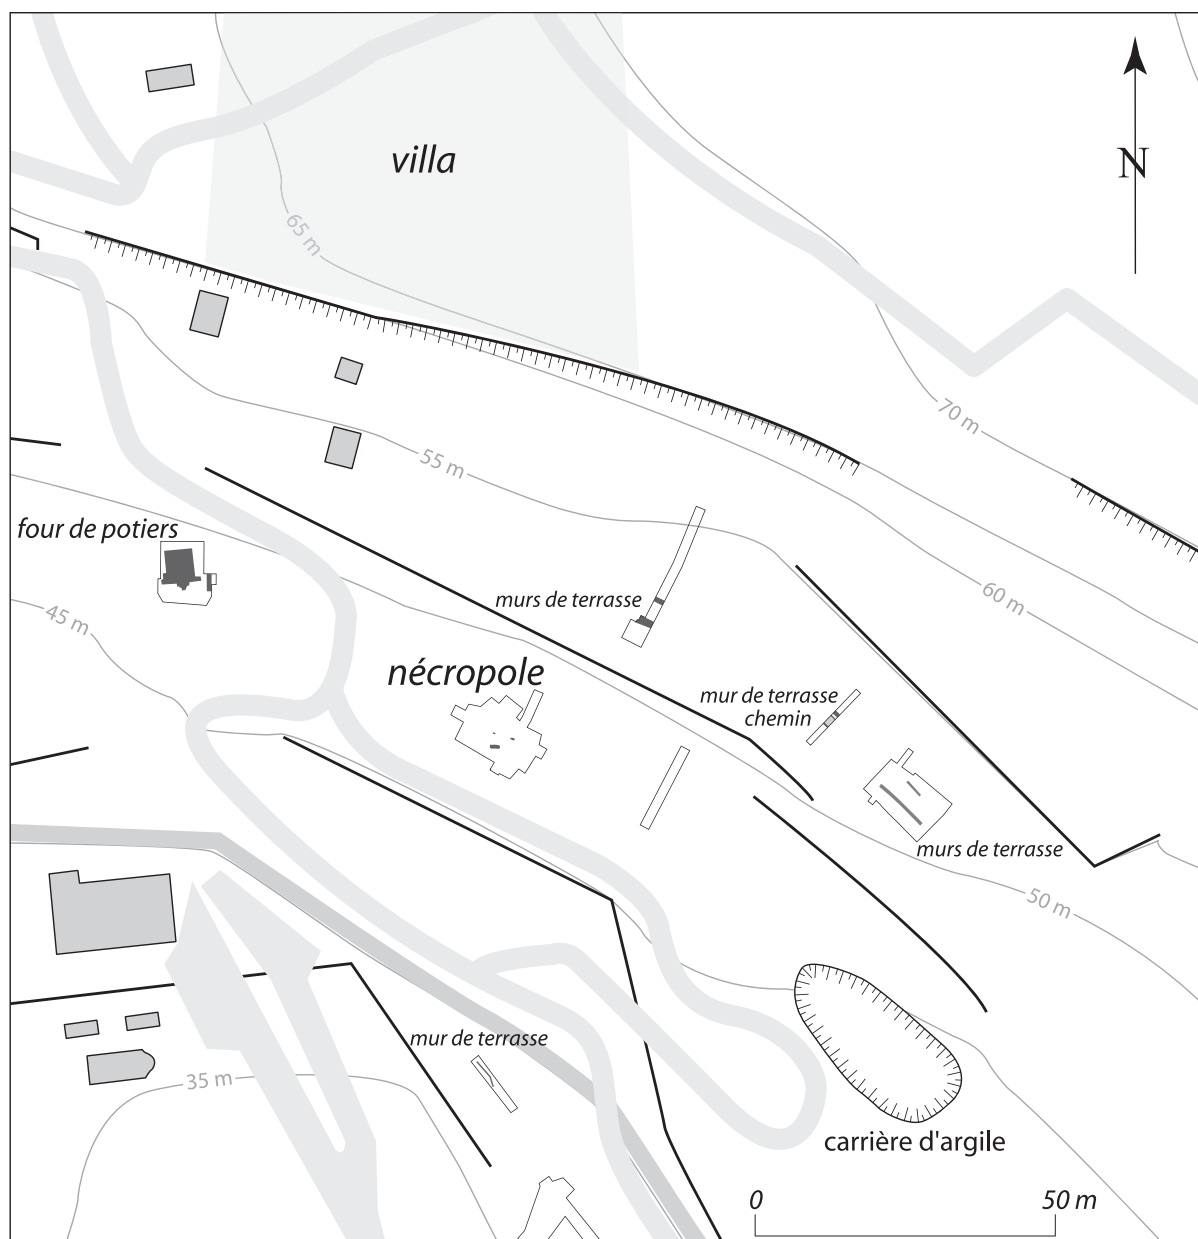 villa
N
65 m
70 m
55 m
four de potiers
60 m
murs de terrasse
45 m
nécropole
mur de terrasse
chemin
murs de terrasse
50 m
mur de terrasse
35 m
carrière d'argile
0 50 m